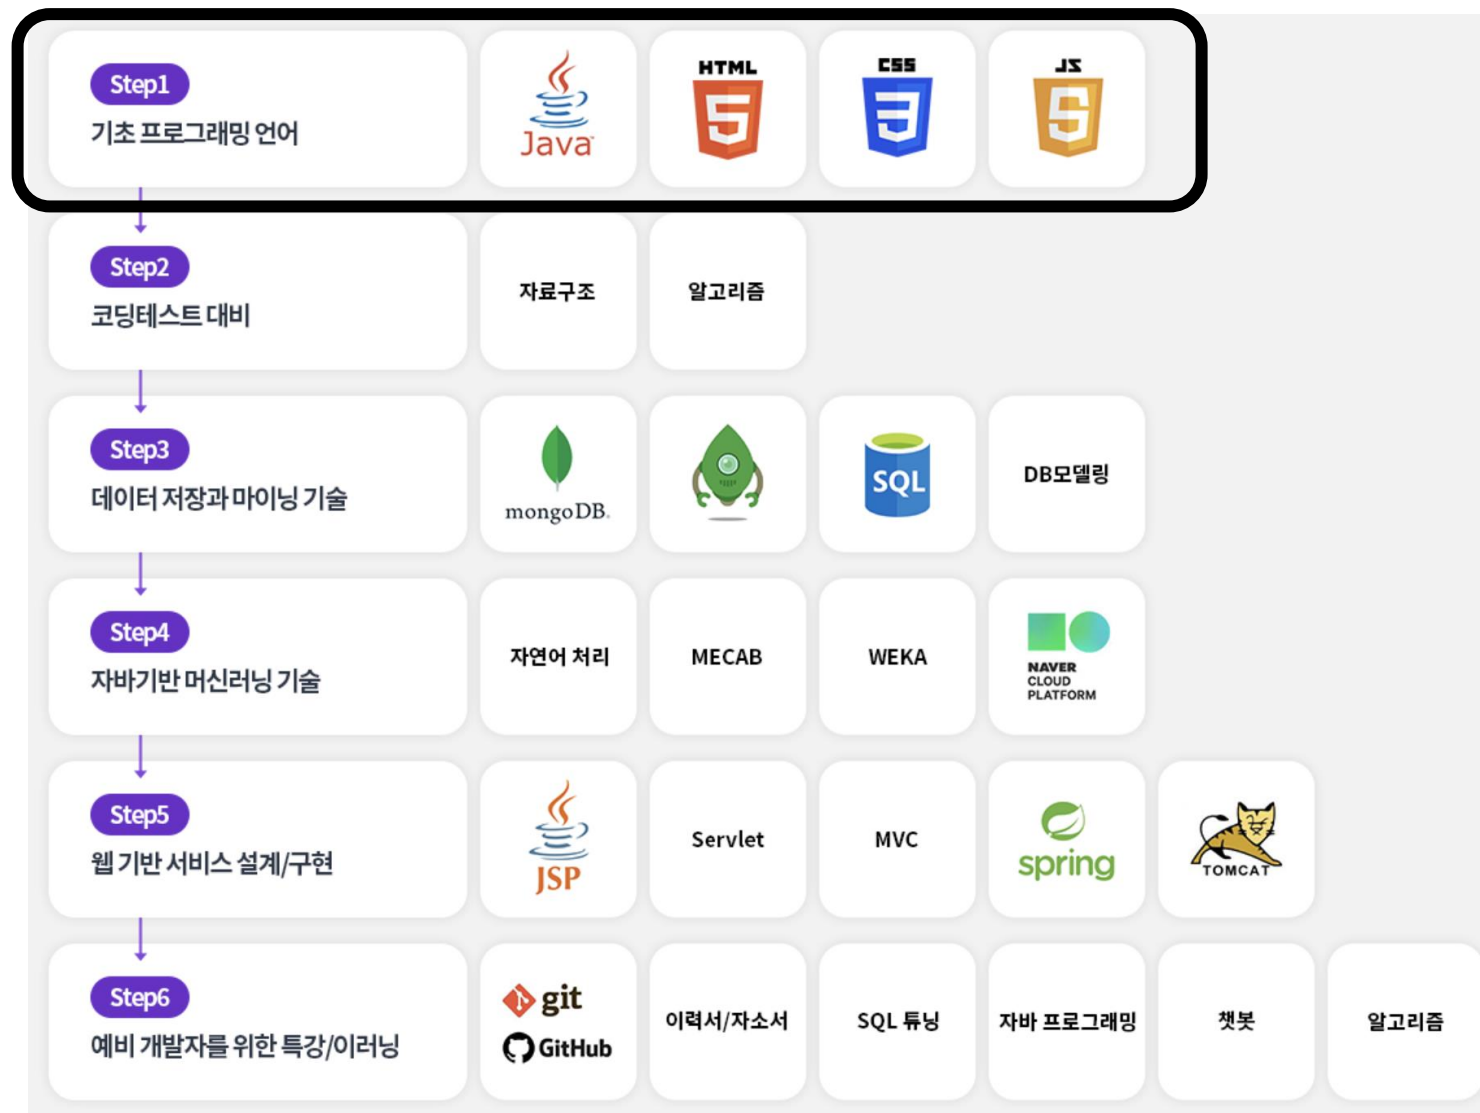 Step1
기초 프로그래밍 언어
Java
HTML
5
CSS
3
JS
5
Step2
코딩테스트 대비
자료구조
알고리즘
Step3
데이터 저장과 마이닝 기술
mongoDB.
SQL
DB모델링
Step4
자바기반 머신러닝 기술
자연어 처리
MECAB
WEKA
NAVER
CLOUD
PLATFORM
Step5
웹 기반 서비스 설계/구현
JSP
Servlet
MVC
spring
TOMCAT
Step6
예비 개발자를 위한 특강/이러닝
git
GitHub
이력서/자소서
SQL 튜닝
자바 프로그래밍
챗봇
알고리즘